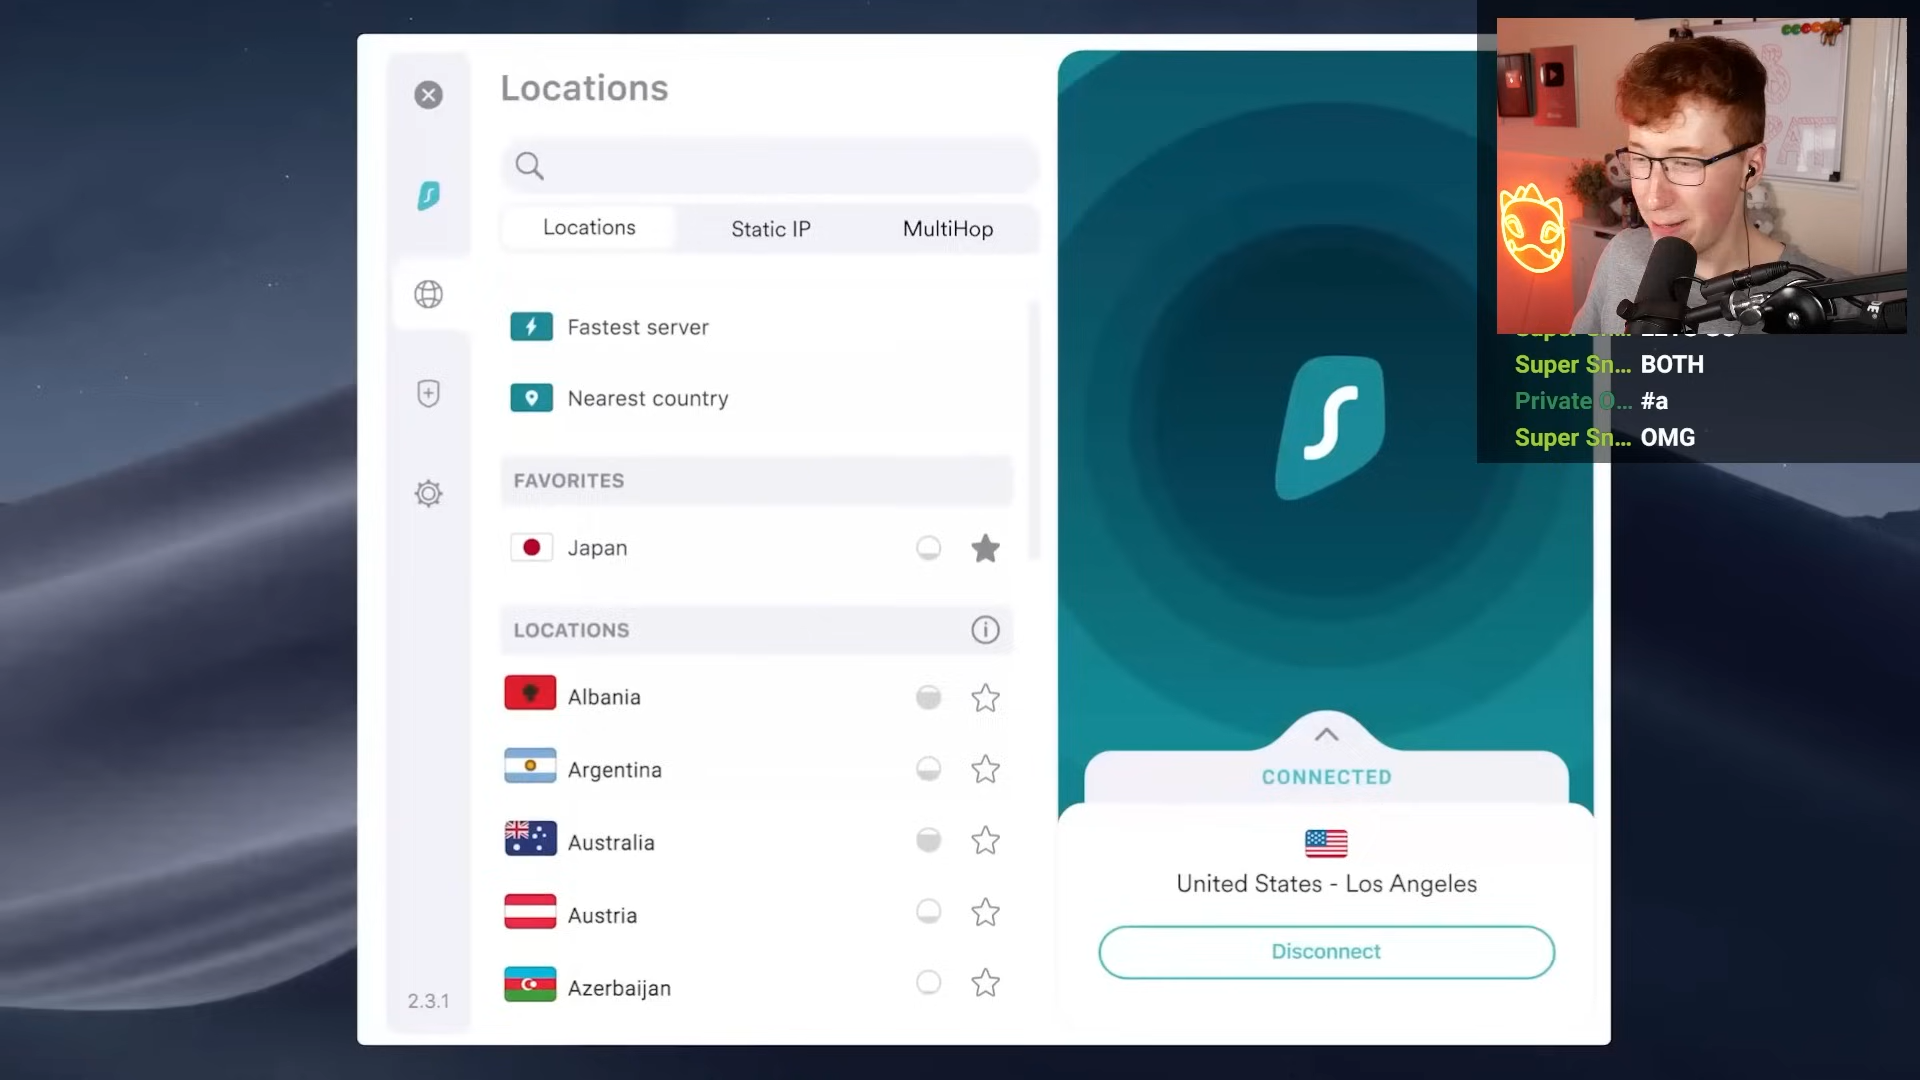 Locations
Locations
Static IP
MultiHop
Fastest server
Nearest country
FAVORITES
Japan
LOCATIONS
Albania
Argentina
Australia
Austria
Azerbaijan
2.3.1
CONNECTED
United States - Los Angeles
Disconnect
Super Sn... BOTH
Private O... #a
Super Sn... OMG